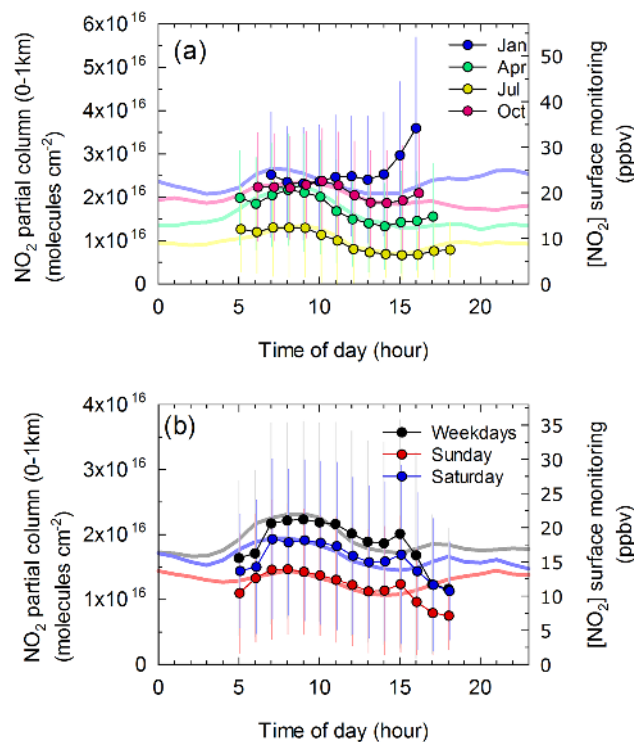 (a)
Jan
Apr
Jul
Oct
NO2 partial column (0-1km)
(molecules cm-2)
6x10 16
5x10 16
4x10 16
3x10 16
2x10 16
1x10 16
0
50
40
30
20
10
0
[NO2] surface monitoring
(ppbv)
0 5 10 15 20
Time of day (hour)
(b)
Weekdays
Sunday
Saturday
NO2 partial column (0-1km)
(molecules cm-2)
4x10 16
3x10 16
2x10 16
1x10 16
0
35
30
25
20
15
10
5
0
[NO2] surface monitoring
(ppbv)
0 5 10 15 20
Time of day (hour)